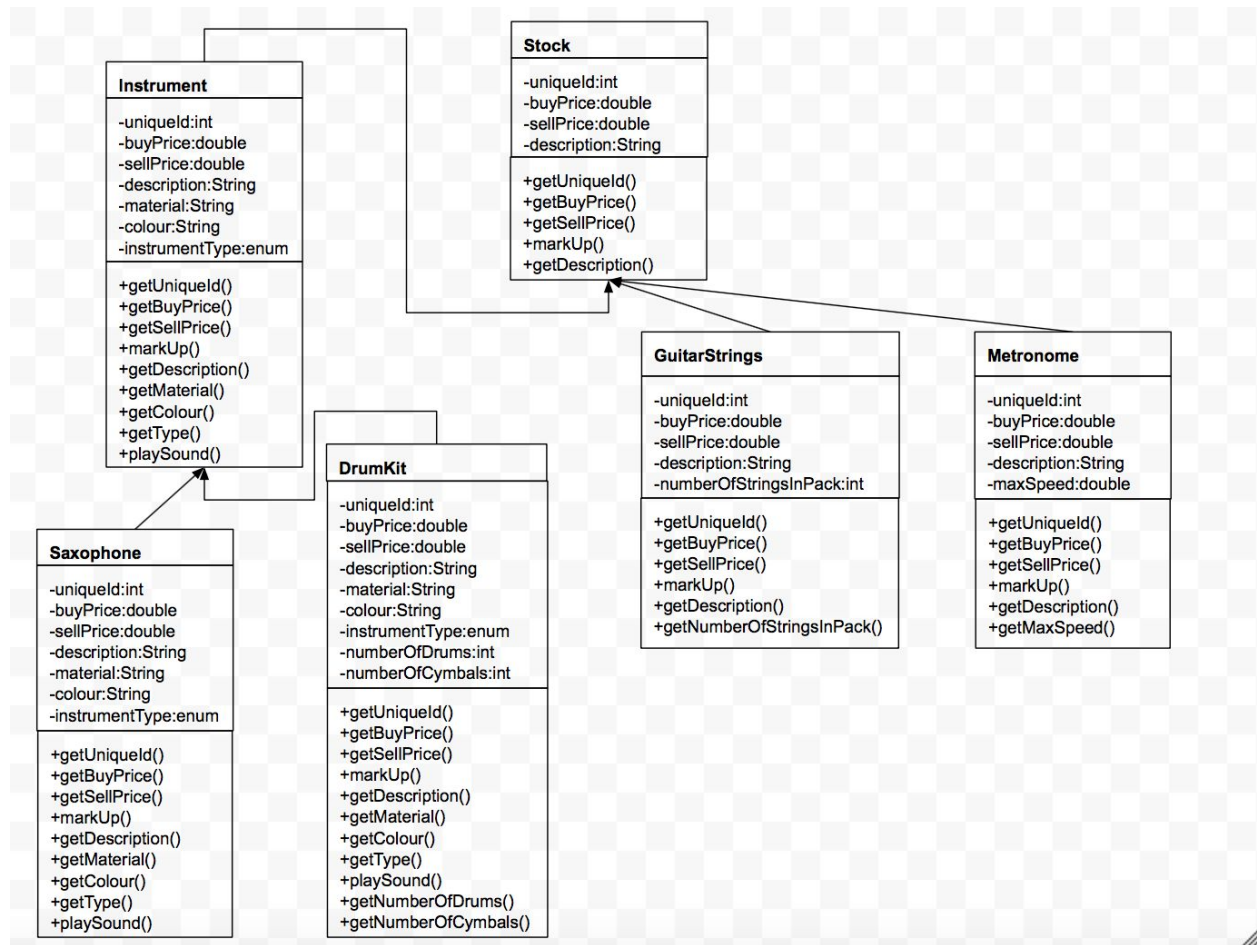 Instrument
-uniqueId:int
-buyPrice:double
-sellPrice:double
-description:String
-material:String
-colour:String
-instrumentType:enum
+getUniqueId()
+getBuyPrice()
+getSellPrice()
+markUp()
+getDescription()
+getMaterial()
+getColour()
+getType()
+playSound()
Stock
-uniqueId:int
-buyPrice:double
-sellPrice:double
-description:String
+getUniqueId()
+getBuyPrice()
+getSellPrice()
+markUp()
+getDescription()
Saxophone
-uniqueId:int
-buyPrice:double
-sellPrice:double
-description:String
-material:String
-colour:String
-instrumentType:enum
+getUniqueId()
+getBuyPrice()
+getSellPrice()
+markUp()
+getDescription()
+getMaterial()
+getColour()
+getType()
+playSound()
DrumKit
-uniqueId:int
-buyPrice:double
-sellPrice:double
-description:String
-material:String
-colour:String
-instrumentType:enum
-numberOfDrums:int
-numberOfCymbals:int
+getUniqueId()
+getBuyPrice()
+getSellPrice()
+markUp()
+getDescription()
+getMaterial()
+getColour()
+getType()
+playSound()
+getNumberOfDrums()
+getNumberOfCymbals()
GuitarStrings
-uniqueId:int
-buyPrice:double
-sellPrice:double
-description:String
-numberOfStringsInPack:int
+getUniqueId()
+getBuyPrice()
+getSellPrice()
+markUp()
+getDescription()
+getNumberOfStringsInPack()
Metronome
-uniqueId:int
-buyPrice:double
-sellPrice:double
-description:String
-maxSpeed:double
+getUniqueId()
+getBuyPrice()
+getSellPrice()
+markUp()
+getDescription()
+getMaxSpeed()